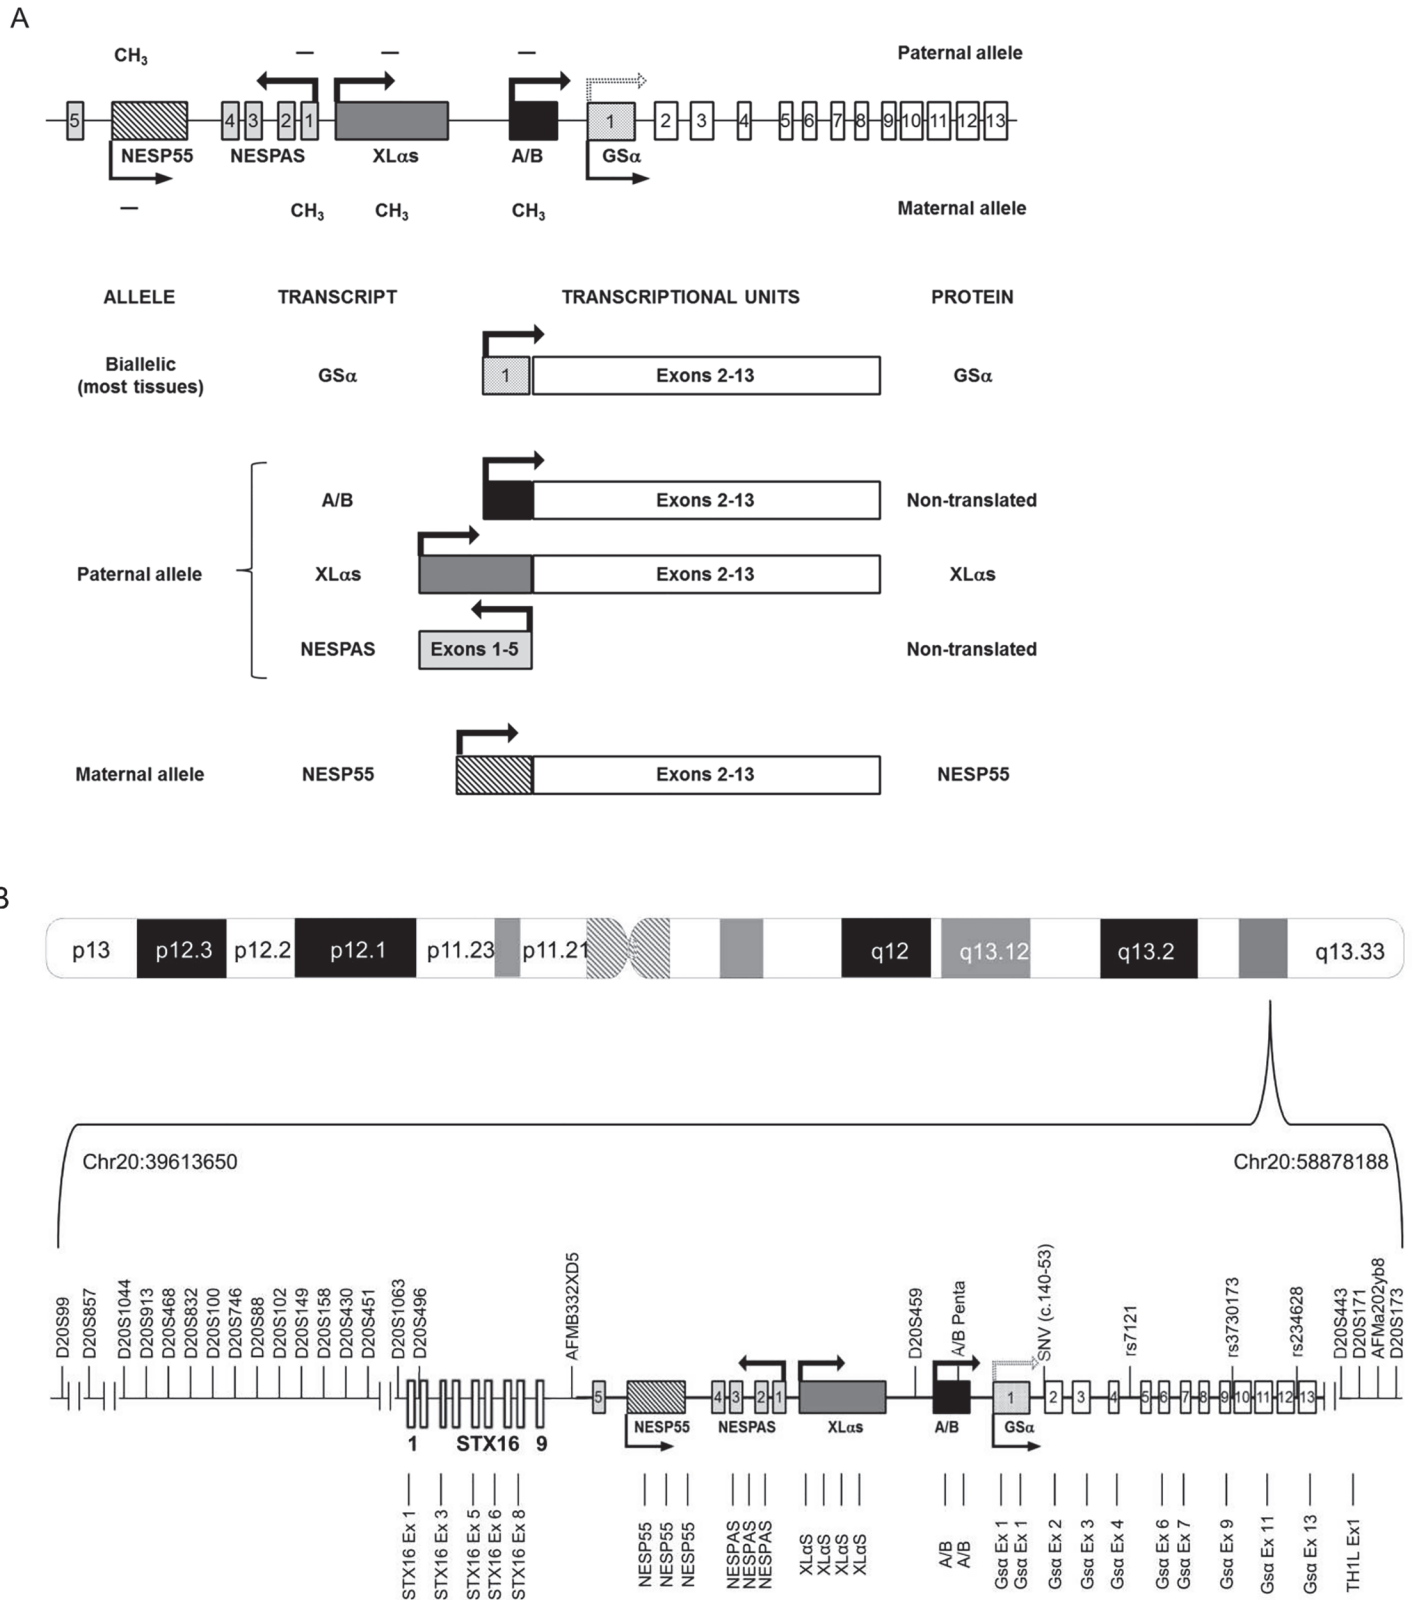 A
CH3 – – – Paternal allele
5 4 3 2 1 1 2 3 4 5 6 7 8 9 10 11 12 13
NESP55 NESPAS XLαs A/B GSα
– CH3 CH3 CH3 Maternal allele
ALLELE TRANSCRIPT TRANSCRIPTIONAL UNITS PROTEIN
Biallelic
(most tissues)
GSα 1 Exons 2-13 GSα
A/B Exons 2-13 Non-translated
Paternal allele XLαs Exons 2-13 XLαs
NESPAS Exons 1-5 Non-translated
Maternal allele NESP55 Exons 2-13 NESP55
B
p13 p12.3 p12.2 p12.1 p11.23 p11.21 q12 q13.12 q13.2 q13.33
Chr20:39613650 Chr20:58878188
D20S99
D20S857
D20S1044
D20S913
D20S468
D20S832
D20S100
D20S746
D20S88
D20S102
D20S149
D20S158
D20S430
D20S451
D20S1063
D20S496
AFMB332XD5
D20S459
A/B Penta
SNV (c.140-53)
rs7121
rs3730173
rs234628
D20S443
D20S171
AFMa202yb8
D20S173
5 4 3 2 1 1 2 3 4 5 6 7 8 9 10 11 12 13
NESP55 NESPAS XLαs A/B GSα
1 STX16 9
STX16 Ex 1
STX16 Ex 3
STX16 Ex 5
STX16 Ex 6
STX16 Ex 8
NESP55
NESP55
NESP55
NESPAS
NESPAS
NESPAS
XLαS
XLαS
XLαS
XLαS
A/B
A/B
Gsα Ex 1
Gsα Ex 1
Gsα Ex 2
Gsα Ex 3
Gsα Ex 4
Gsα Ex 6
Gsα Ex 7
Gsα Ex 9
Gsα Ex 11
Gsα Ex 13
TH1L Ex1